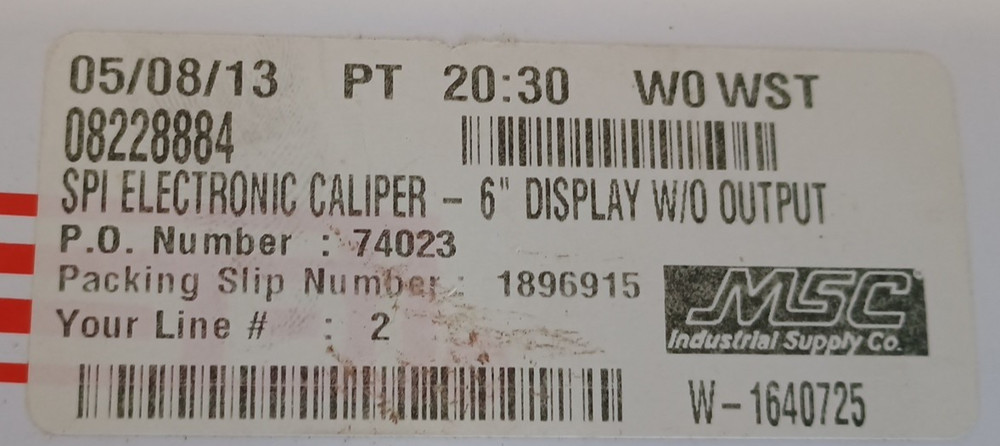 05/08/13 PT 20:30 W0 WST
08228884
SPI ELECTRONIC CALIPER - 6" DISPLAY W/O OUTPUT
P.O. Number : 74023
Packing Slip Number : 1896915
Your Line # : 2
MSC
Industrial Supply Co.
W-1640725